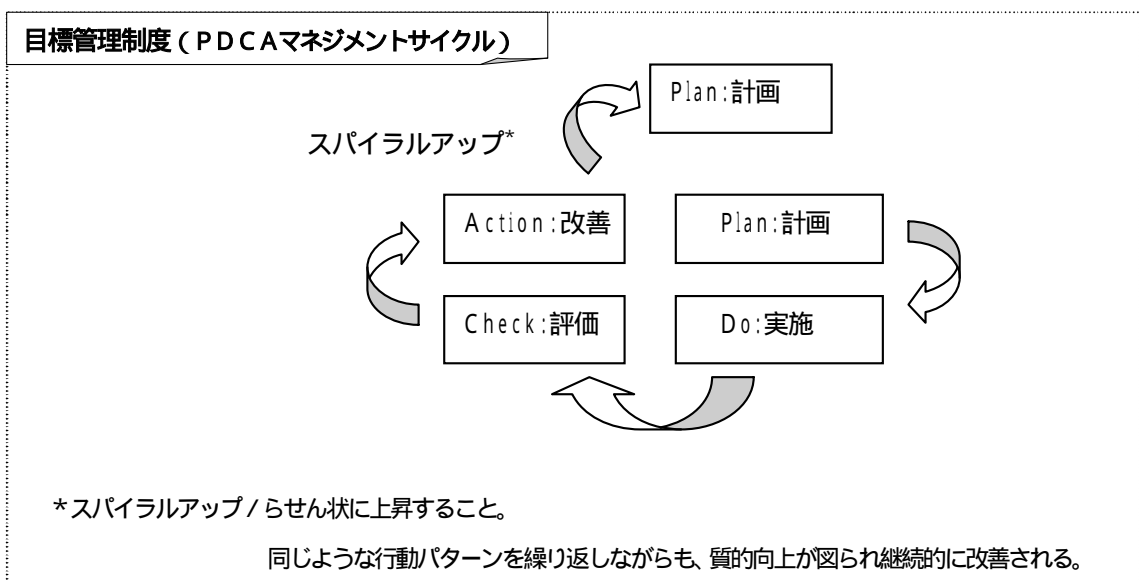 目標管理制度（ＰＤＣＡマネジメントサイクル）
Plan:計画
スパイラルアップ*
Action:改善
Plan:計画
Check:評価
Do:実施
*スパイラルアップ／らせん状に上昇すること。
同じような行動パターンを繰り返しながらも、質的向上が図られ継続的に改善される。